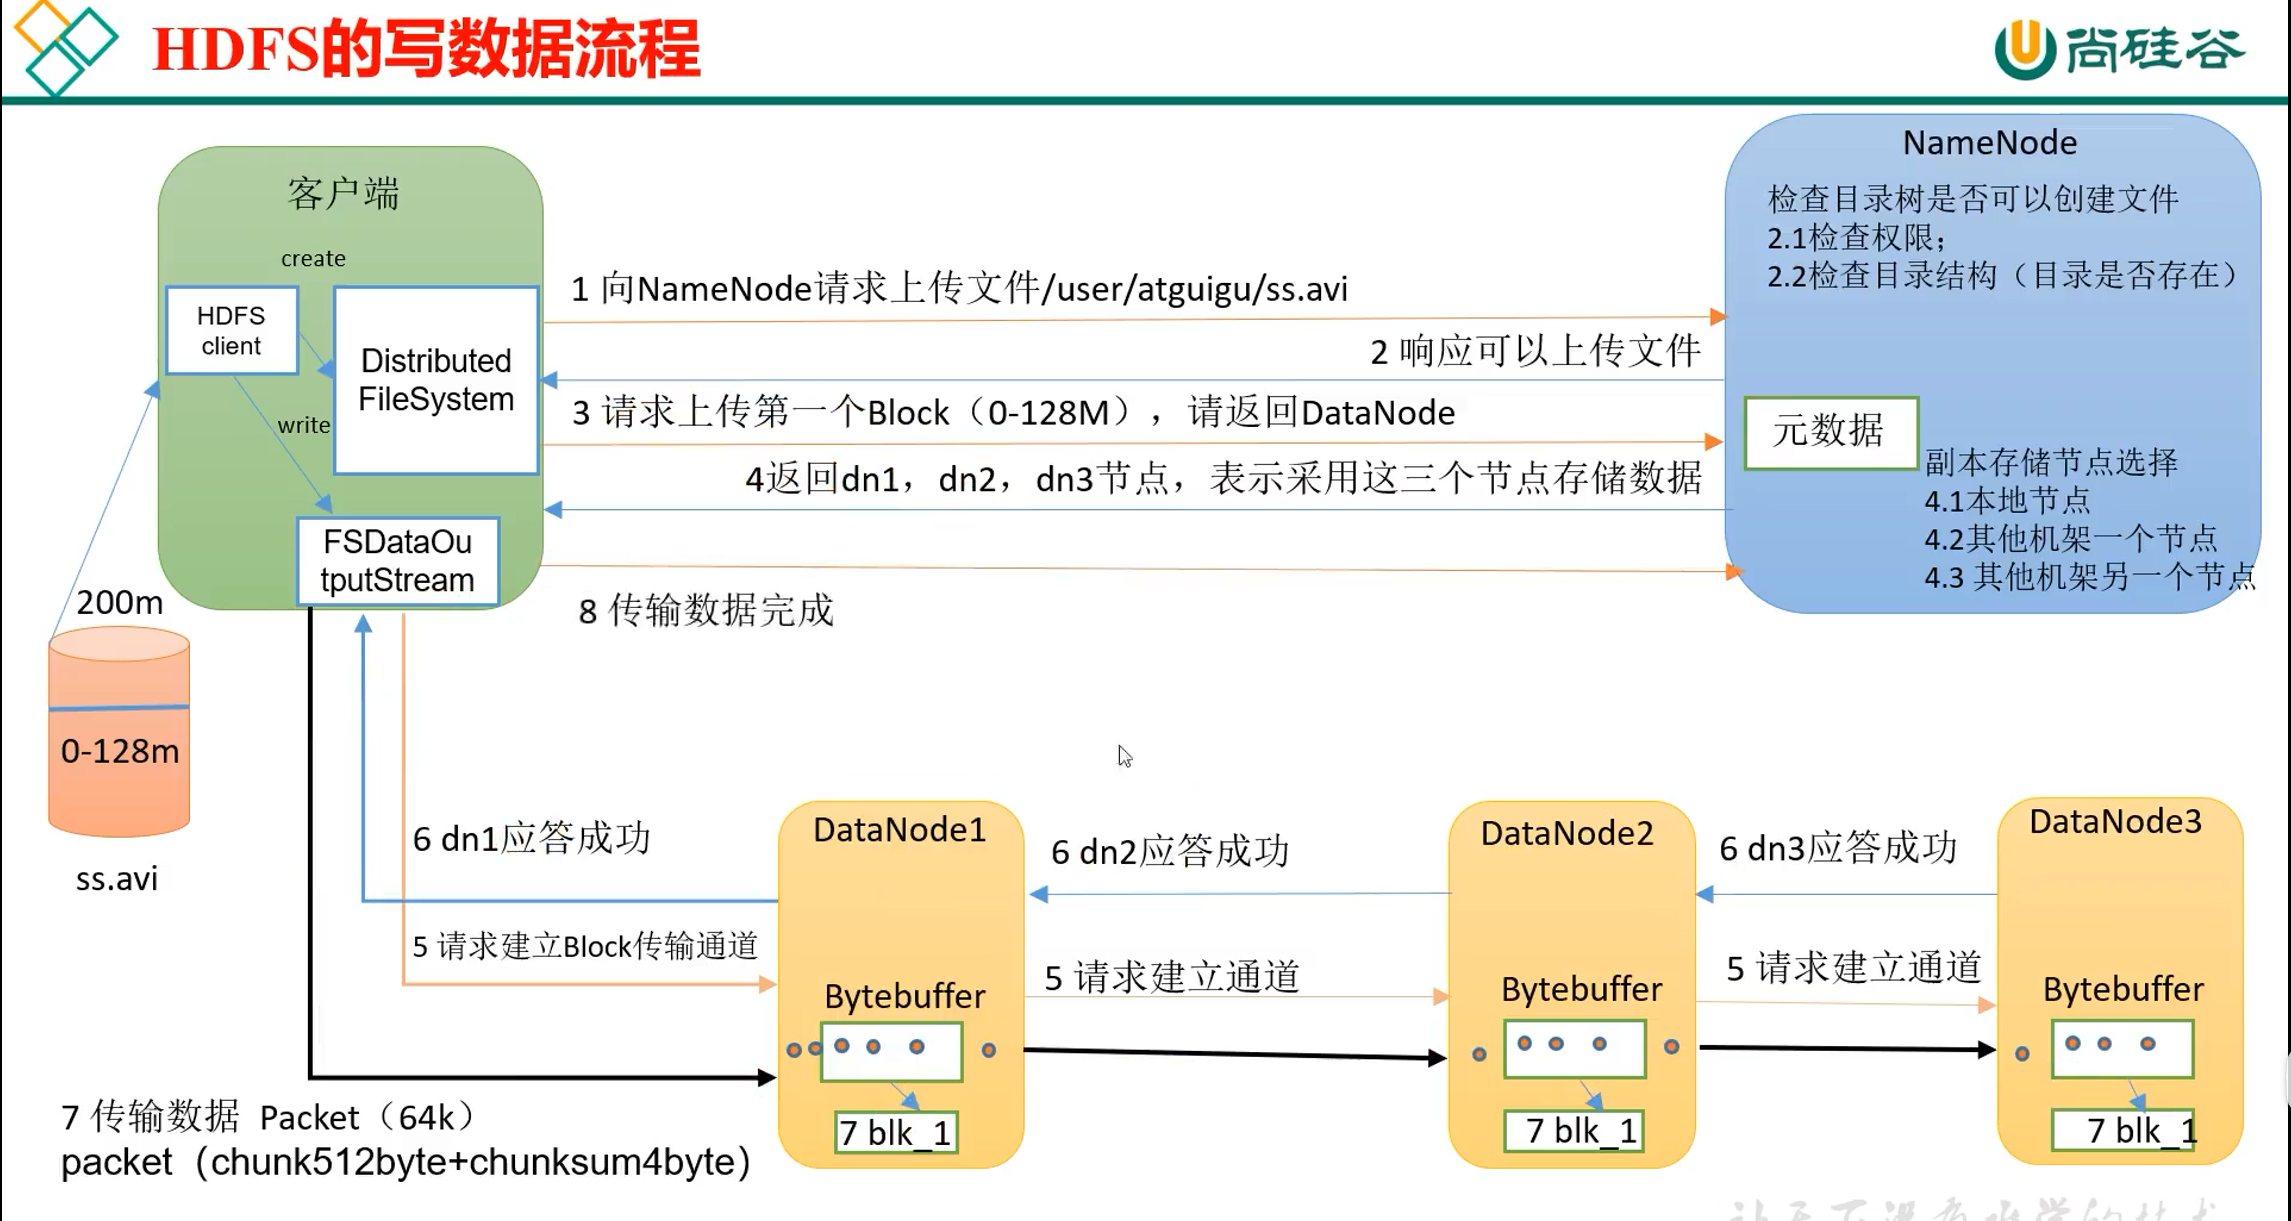 HDFS的写数据流程
尚硅谷
客户端
create
HDFS
client
Distributed
FileSystem
write
FSDataOu
tputStream
200m
0-128m
ss.avi
1 向NameNode请求上传文件/user/atguigu/ss.avi
2 响应可以上传文件
3 请求上传第一个Block（0-128M），请返回DataNode
4返回dn1，dn2，dn3节点，表示采用这三个节点存储数据
8 传输数据完成
NameNode
检查目录树是否可以创建文件
2.1检查权限；
2.2检查目录结构（目录是否存在）
元数据
副本存储节点选择
4.1本地节点
4.2其他机架一个节点
4.3 其他机架另一个节点
6 dn1应答成功
5 请求建立Block传输通道
DataNode1
Bytebuffer
7 blk_1
6 dn2应答成功
5 请求建立通道
DataNode2
Bytebuffer
7 blk_1
6 dn3应答成功
5 请求建立通道
DataNode3
Bytebuffer
7 blk_1
7 传输数据 Packet（64k）
packet（chunk512byte+chunksum4byte）